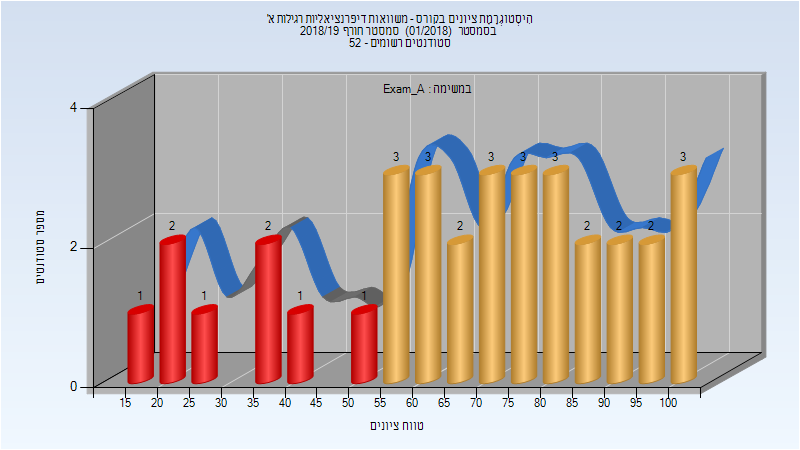 היסטוגרמת ציונים בקורס - משוואות דיפרנציאליות רגילות א'
בסמסטר (01/2018) סמסטר חורף 2018/19
סטודנטים רשומים - 52
במשימה : Exam_A
מספר סטודנטים
4
2
0
1 2 1 2 1 1 3 3 2 3 3 3 2 2 2 3
15 20 25 30 35 40 45 50 55 60 65 70 75 80 85 90 95 100
טווח ציונים